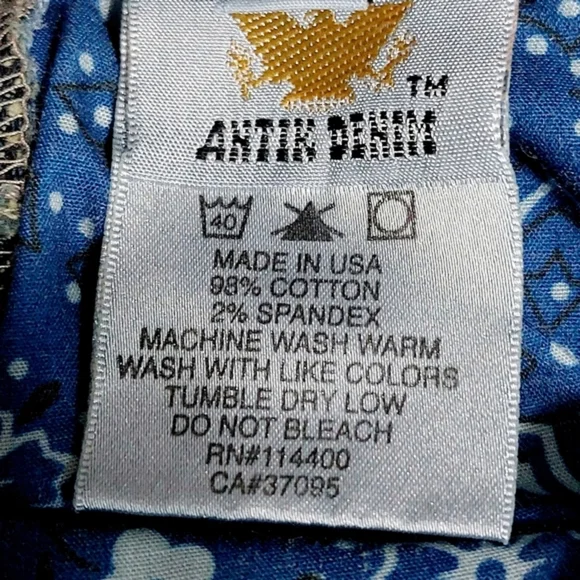 TM
ANTIK DENIM
40
MADE IN USA
98% COTTON
2% SPANDEX
MACHINE WASH WARM
WASH WITH LIKE COLORS
TUMBLE DRY LOW
DO NOT BLEACH
RN#114400
CA#37095